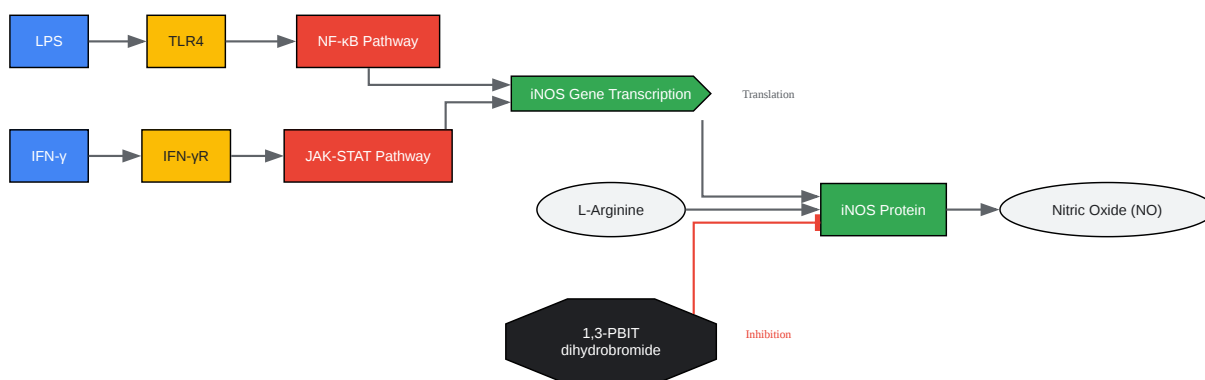 LPS
TLR4
NF-κB Pathway
iNOS Gene Transcription
Translation
IFN-γ
IFN-γR
JAK-STAT Pathway
L-Arginine
iNOS Protein
Nitric Oxide (NO)
1,3-PBIT
dihydrobromide
Inhibition